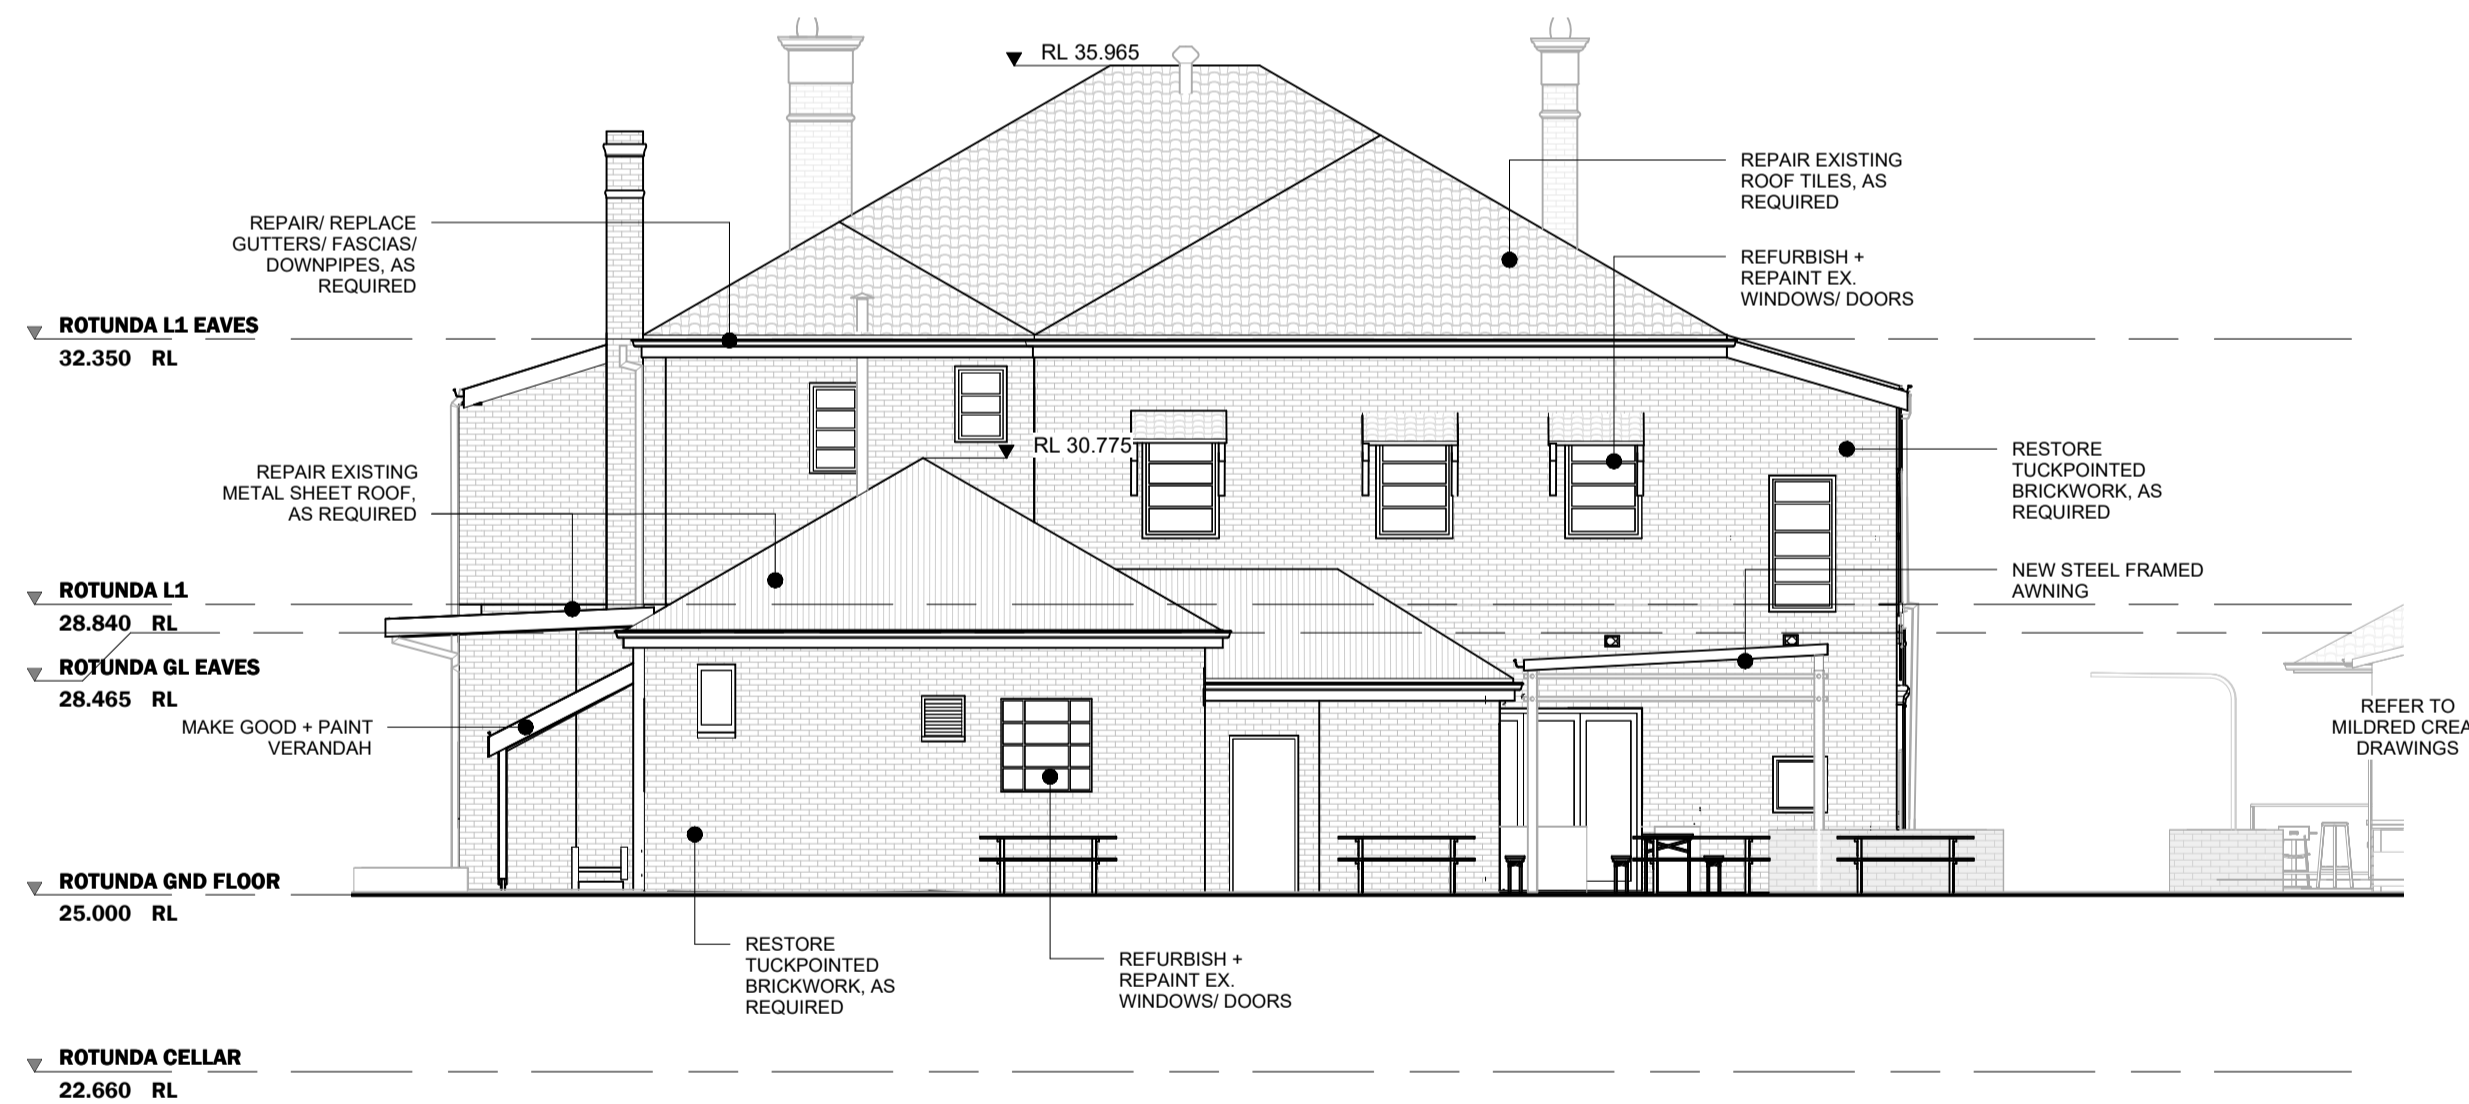 RL 35.965
REPAIR EXISTING
ROOF TILES, AS
REQUIRED
REPAIR/ REPLACE
GUTTERS/ FASCIAS/
DOWNPIPES, AS
REQUIRED
REFURBISH +
REPAINT EX.
WINDOWS/ DOORS
ROTUNDA L1 EAVES
32.350 RL
RL 30.775
REPAIR EXISTING
METAL SHEET ROOF,
AS REQUIRED
RESTORE
TUCKPOINTED
BRICKWORK, AS
REQUIRED
NEW STEEL FRAMED
AWNING
ROTUNDA L1
28.840 RL
ROTUNDA GL EAVES
28.465 RL
MAKE GOOD + PAINT
VERANDAH
REFER TO
MILDRED CREA
DRAWINGS
ROTUNDA GND FLOOR
25.000 RL
RESTORE
TUCKPOINTED
BRICKWORK, AS
REQUIRED
REFURBISH +
REPAINT EX.
WINDOWS/ DOORS
ROTUNDA CELLAR
22.660 RL